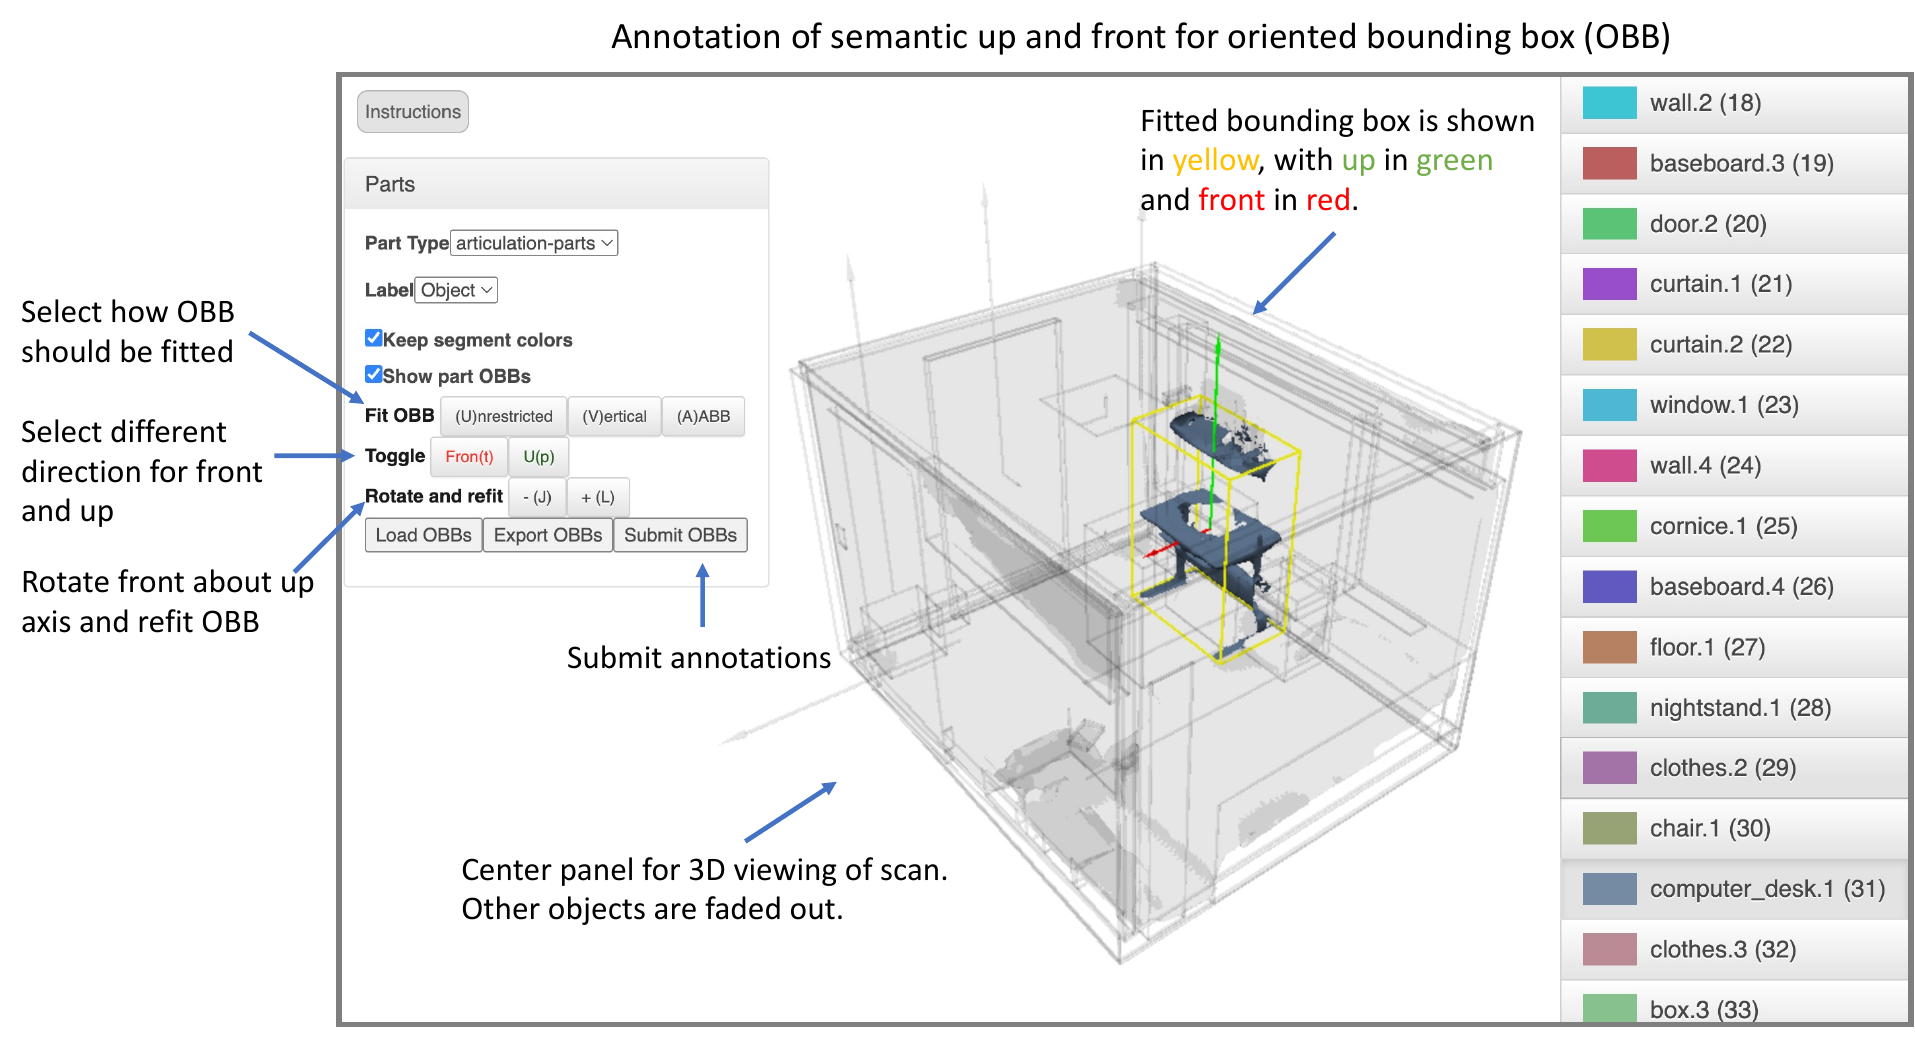 Annotation of semantic up and front for oriented bounding box (OBB)
Instructions
Parts
Part Type articulation-parts
Label Object
Keep segment colors
Show part OBBs
Fit OBB (U)nrestricted (V)ertical (A)ABB
Toggle Fron(t) U(p)
Rotate and refit - (J) + (L)
Load OBBs Export OBBs Submit OBBs
Select how OBB
should be fitted
Select different
direction for front
and up
Rotate front about up
axis and refit OBB
Submit annotations
Fitted bounding box is shown
in yellow, with up in green
and front in red.
Center panel for 3D viewing of scan.
Other objects are faded out.
wall.2 (18)
baseboard.3 (19)
door.2 (20)
curtain.1 (21)
curtain.2 (22)
window.1 (23)
wall.4 (24)
cornice.1 (25)
baseboard.4 (26)
floor.1 (27)
nightstand.1 (28)
clothes.2 (29)
chair.1 (30)
computer_desk.1 (31)
clothes.3 (32)
box.3 (33)